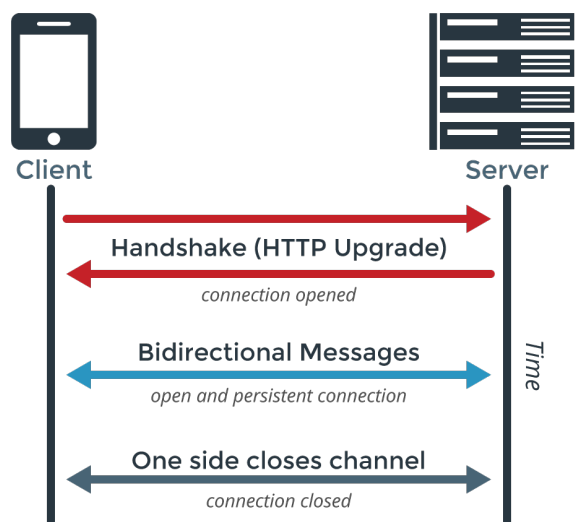 Client
Server
Handshake (HTTP Upgrade)
connection opened
Bidirectional Messages
open and persistent connection
Time
One side closes channel
connection closed